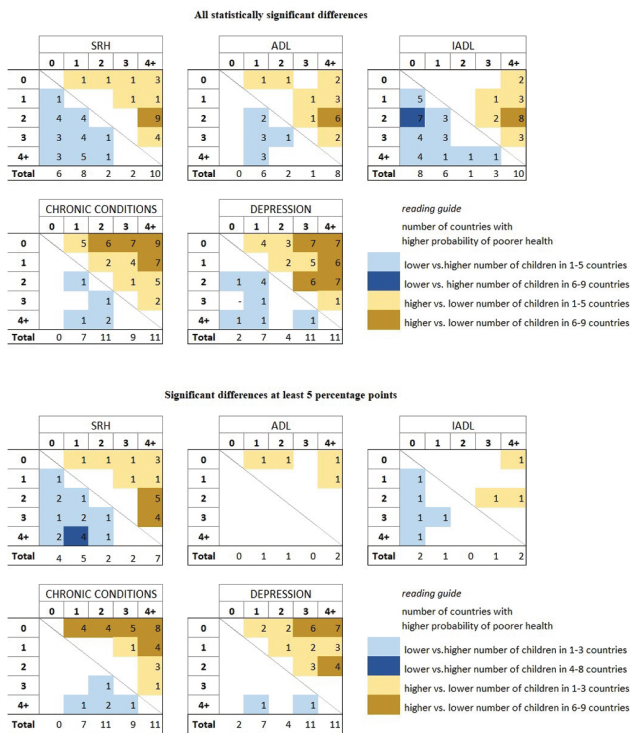 All statistically significant differences
SRH ADL IADL
0 1 2 3 4+ 0 1 2 3 4+ 0 1 2 3 4+
0 1 1 1 3 0 1 1 2 0 2
1 1 1 1 1 1 3 1 5 1 3
2 4 4 9 2 2 1 6 2 7 3 2 8
3 3 4 1 4 3 3 1 2 3 4 3 3
4+ 3 5 1 4+ 3 4+ 4 1 1 1
Total 6 8 2 2 10 Total 0 6 2 1 8 Total 8 6 1 3 10
CHRONIC CONDITIONS DEPRESSION reading guide
0 1 2 3 4+ 0 1 2 3 4+ number of countries with
higher probability of poorer health
0 5 6 7 9 0 4 3 7 7
1 2 4 7 1 2 5 6
2 1 1 5 2 1 4 6 7 lower vs.higher number of children in 1-5 countries
3 1 2 3 - 1 1 lower vs.higher number of children in 6-9 countries
4+ 1 2 4+ 1 1 1 higher vs. lower number of children in 1-5 countries
Total 0 7 11 9 11 Total 2 7 4 11 11 higher vs. lower number of children in 6-9 countries
Significant differences at least 5 percentage points
SRH ADL IADL
0 1 2 3 4+ 0 1 2 3 4+ 0 1 2 3 4+
0 1 1 1 3 0 1 1 1 0 1
1 1 1 1 1 1 1 1
2 2 1 5 2 2 1 1 1
3 1 2 1 4 3 3 1 1
4+ 2 4 1 4+ 4+ 1
Total 4 5 2 2 7 Total 0 1 1 0 2 Total 2 1 0 1 2
CHRONIC CONDITIONS DEPRESSION reading guide
0 1 2 3 4+ 0 1 2 3 4+ number of countries with
higher probability of poorer health
0 4 4 5 8 0 2 2 6 7
1 1 4 1 1 2 3
2 3 2 3 4 lower vs.higher number of children in 1-3 countries
3 1 1 3 lower vs.higher number of children in 4-8 countries
4+ 1 2 1 4+ 1 1 higher vs. lower number of children in 1-3 countries
Total 0 7 11 9 11 Total 2 7 4 11 11 higher vs. lower number of children in 6-9 countries